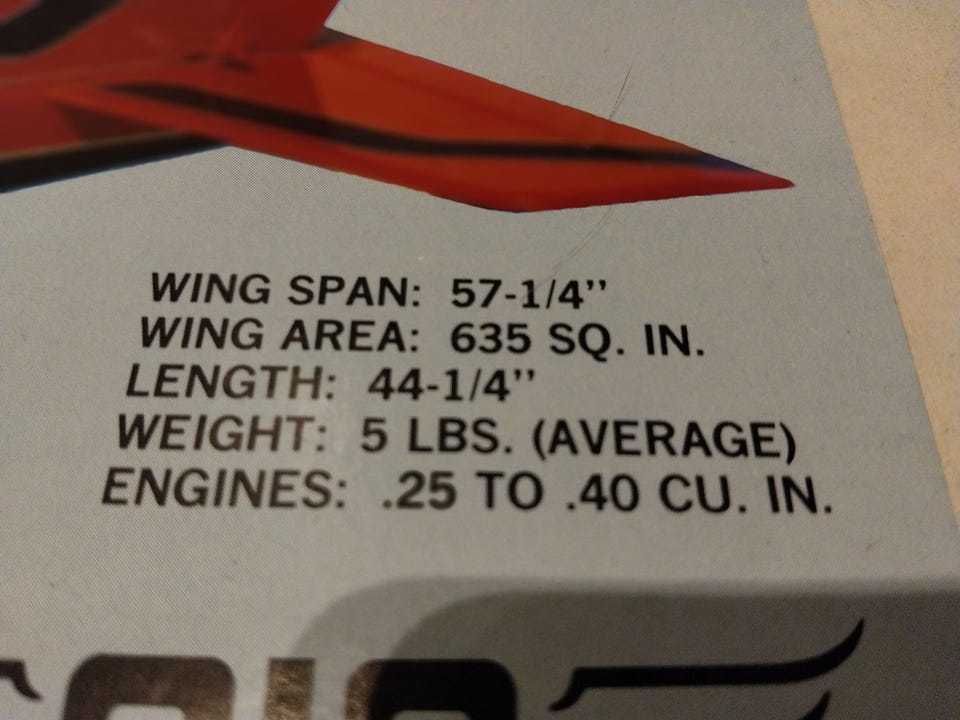 WING SPAN: 57-1/4"
WING AREA: 635 SQ. IN.
LENGTH: 44-1/4"
WEIGHT: 5 LBS. (AVERAGE)
ENGINES: .25 TO .40 CU. IN.